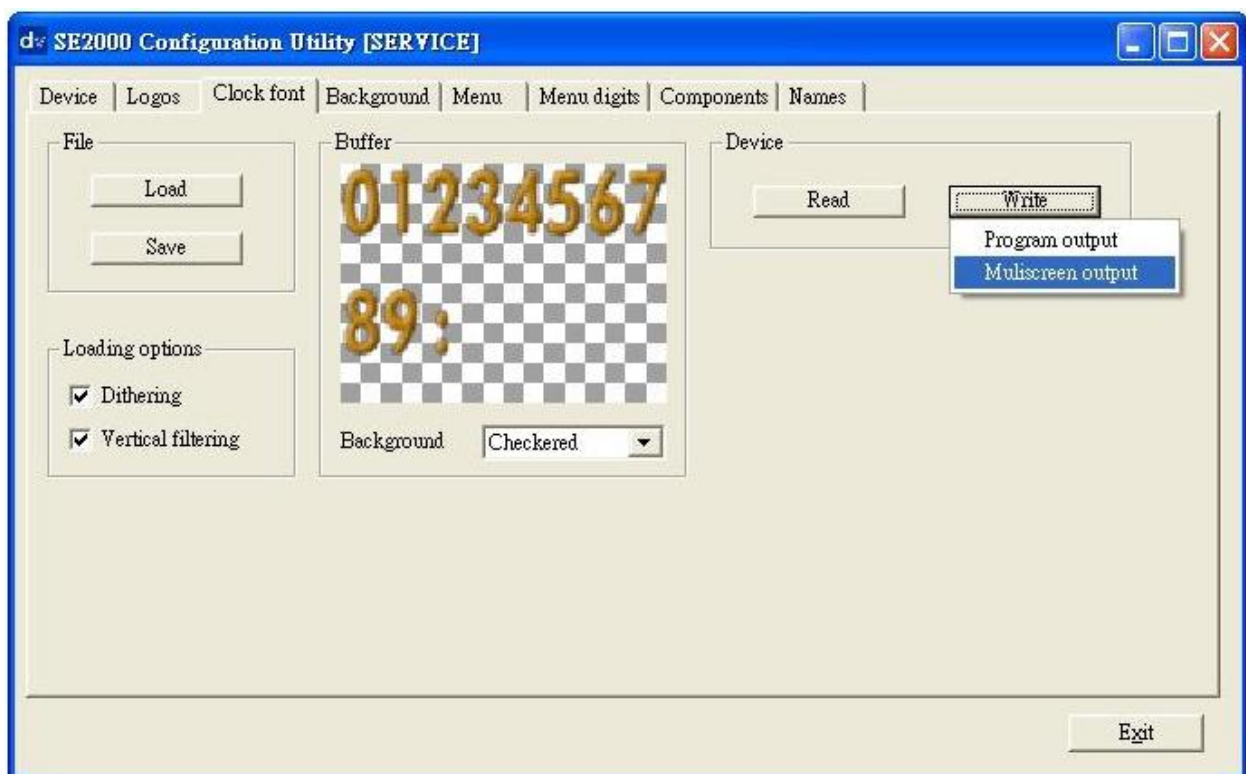 SE2000 Configuration Utility [SERVICE]
Device Logos Clock font Background Menu Menu digits Components Names
File
Load
Save
Loading options
Dithering
Vertical filtering
Buffer
01234567
89:
Background Checkered
Device
Read Write
Program output
Muliscreen output
Exit